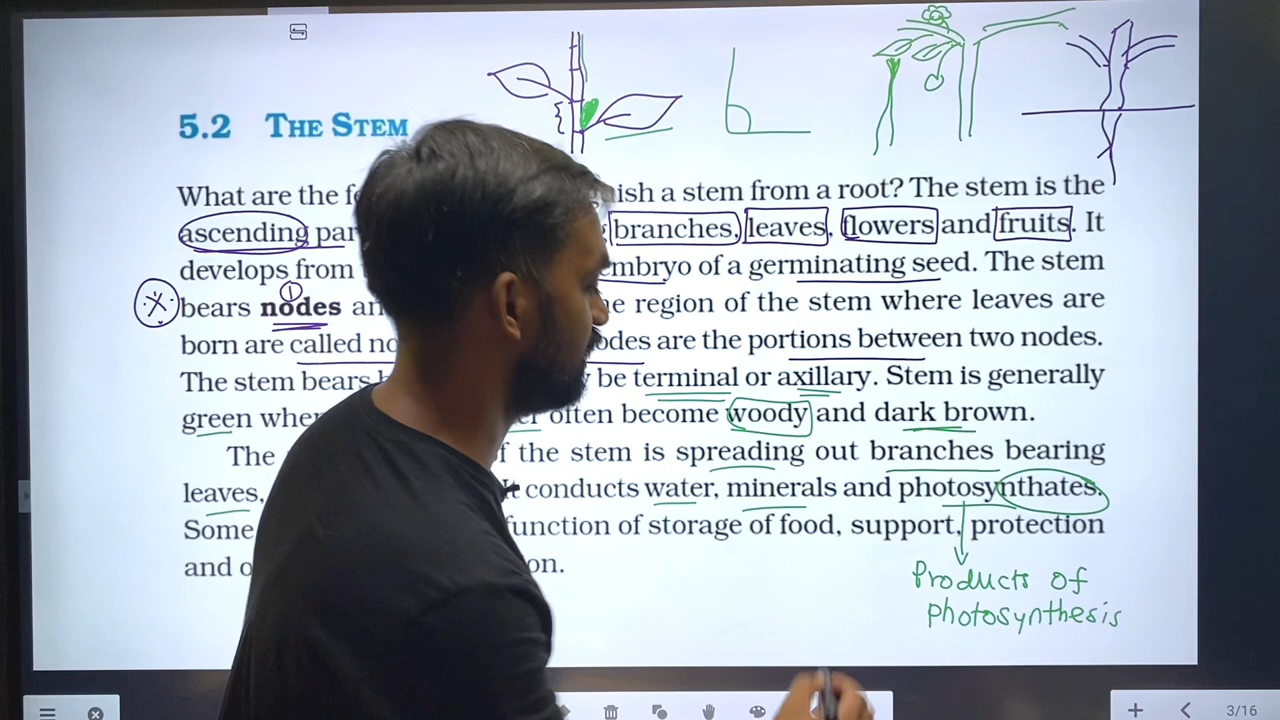 5.2 THE STEM
What are the uish a stem from a root? The stem is the
ascending par branches, leaves, flowers and fruits. It
develops from embryo of a germinating seed. The stem
bears nodes an region of the stem where leaves are
①
born are called no odes are the portions between two nodes.
The stem bears be terminal or axillary. Stem is generally
green when often become woody and dark brown.
The of the stem is spreading out branches bearing
leaves, It conducts water, minerals and photosynthates.
Some function of storage of food, support, protection
and on.
Products of
photosynthesis
3/16